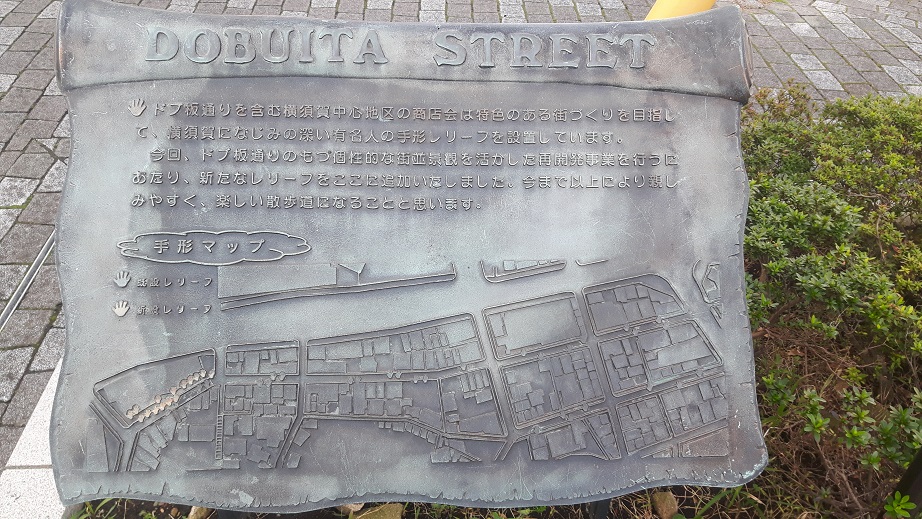 DOBUITA STREET
ドブ板通りを含む横須賀中心地区の商店会は特色のある街づくりを目指し
て、横須賀になじみの深い有名人の手形レリーフを設置しています。
今回、ドブ板通りのもつ個性的な街並景観を活かした再開発事業を行うに
あたり、新たなレリーフをここに追加いたしました。今まで以上により親し
みやすく、楽しい散歩道になることと思います。
手形マップ
既設レリーフ
新設レリーフ